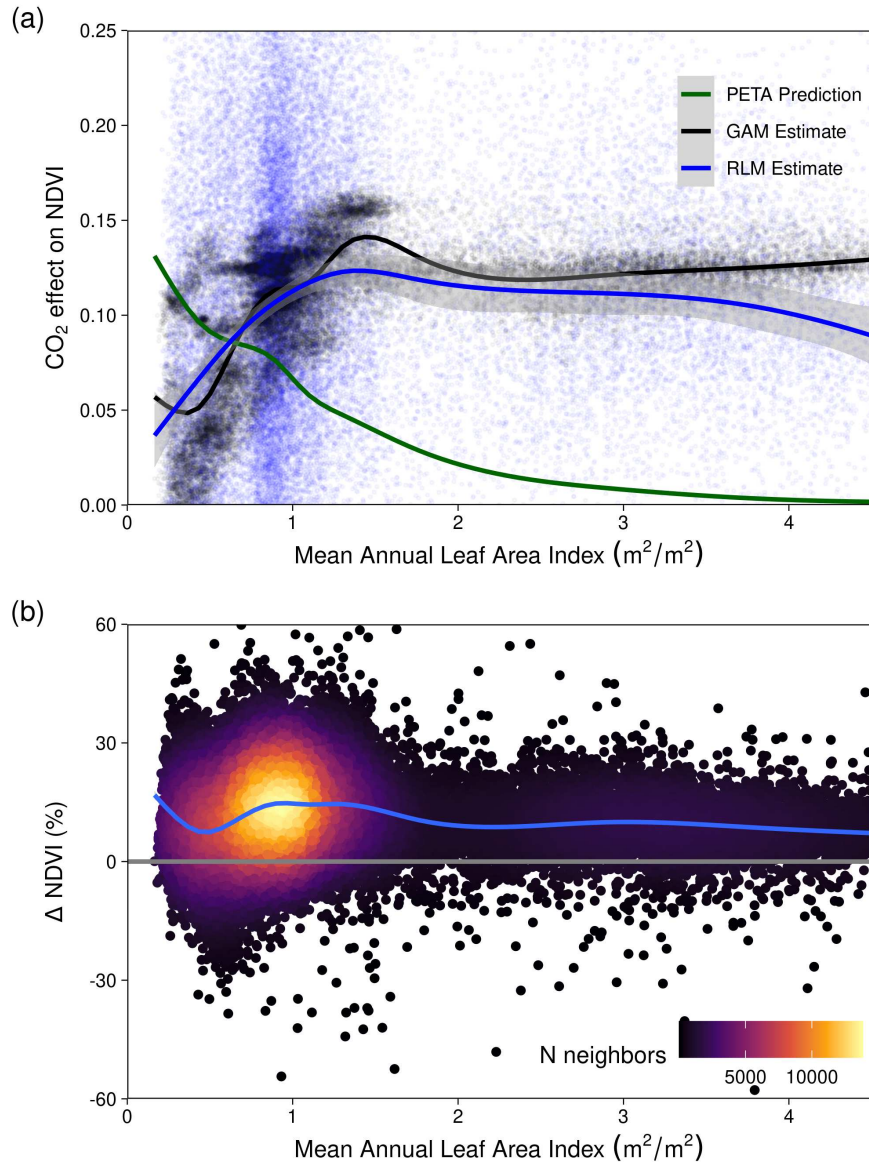 (a)
0.25
0.20
0.15
0.10
0.05
0.00
CO₂ effect on NDVI
PETA Prediction
GAM Estimate
RLM Estimate
0 1 2 3 4
Mean Annual Leaf Area Index (m²/m²)
(b)
60
30
0
-30
-60
Δ NDVI (%)
N neighbors
5000 10000
0 1 2 3 4
Mean Annual Leaf Area Index (m²/m²)